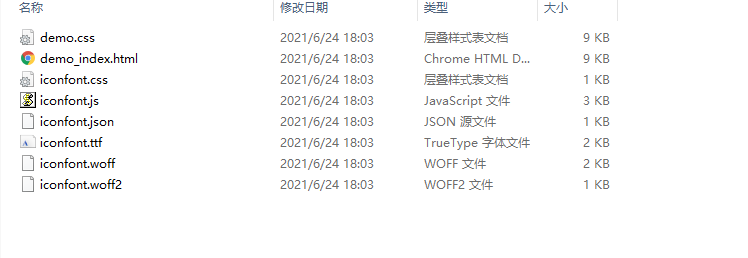 名称 修改日期 类型 大小
demo.css 2021/6/24 18:03 层叠样式表文档 9 KB
demo_index.html 2021/6/24 18:03 Chrome HTML D... 9 KB
iconfont.css 2021/6/24 18:03 层叠样式表文档 1 KB
iconfont.js 2021/6/24 18:03 JavaScript 文件 3 KB
iconfont.json 2021/6/24 18:03 JSON 源文件 2 KB
iconfont.ttf 2021/6/24 18:03 TrueType 字体文件 2 KB
iconfont.woff 2021/6/24 18:03 WOFF 文件 2 KB
iconfont.woff2 2021/6/24 18:03 WOFF2 文件 1 KB